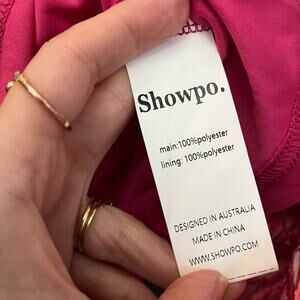 Showpo.
main:100%polyester
lining: 100%polyester
DESIGNED IN AUSTRALIA
MADE IN CHINA
WWW.SHOWPO.COM